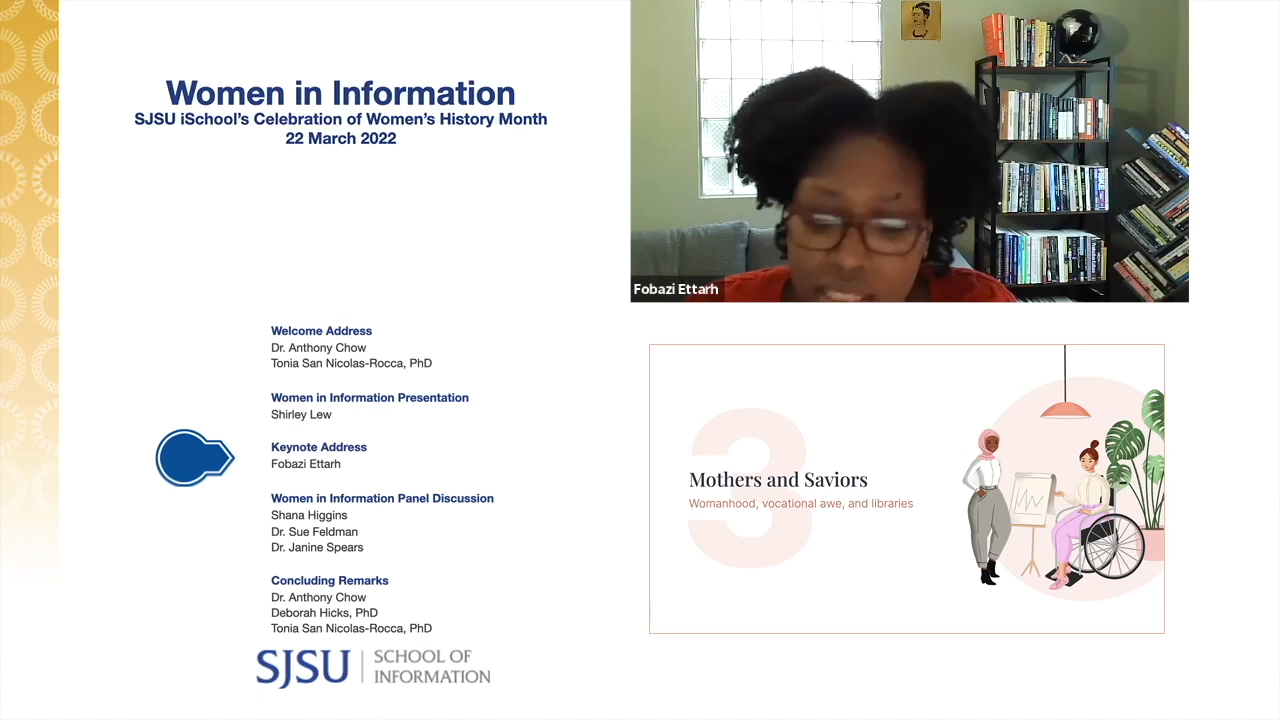 Women in Information
SJSU iSchool's Celebration of Women's History Month
22 March 2022
Fobazi Ettarh
Welcome Address
Dr. Anthony Chow
Tonia San Nicolas-Rocca, PhD
Women in Information Presentation
Shirley Lew
Keynote Address
Fobazi Ettarh
Women in Information Panel Discussion
Shana Higgins
Dr. Sue Feldman
Dr. Janine Spears
Concluding Remarks
Dr. Anthony Chow
Deborah Hicks, PhD
Tonia San Nicolas-Rocca, PhD
SJSU
SCHOOL OF
INFORMATION
3
Mothers and Saviors
Womanhood, vocational awe, and libraries